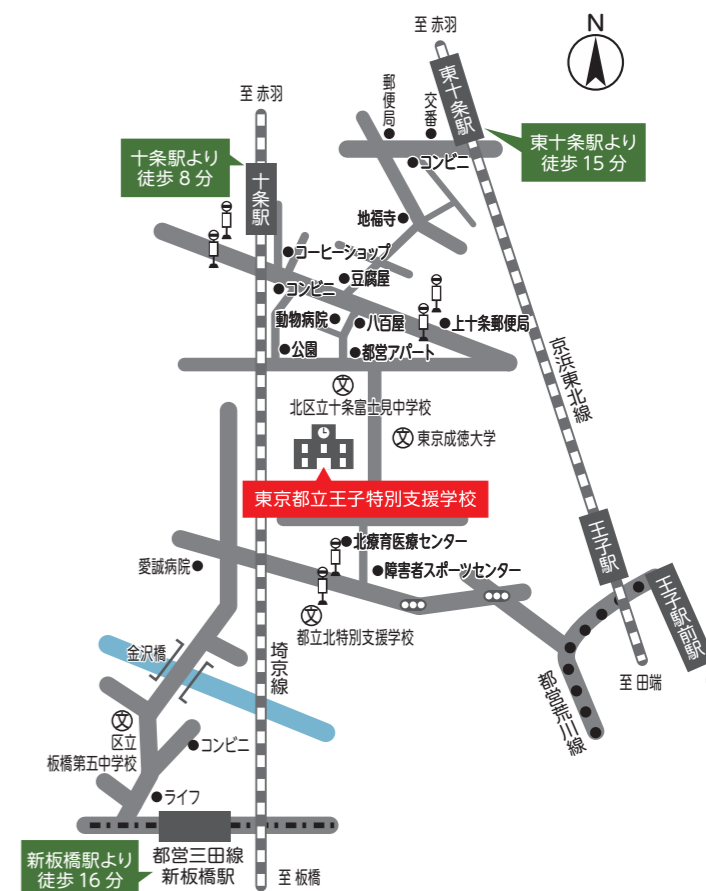 至 赤羽
N
東十条駅
郵便局
交番
至 赤羽
十条駅より
徒歩 8 分
十条駅
東十条駅より
徒歩 15 分
コンビニ
地福寺
コーヒーショップ
豆腐屋
コンビニ
動物病院
八百屋
上十条郵便局
公園
都営アパート
京浜東北線
文
北区立十条富士見中学校
文
東京成徳大学
東京都立王子特別支援学校
北療育医療センター
愛誠病院
障害者スポーツセンター
王子駅
王子駅前駅
文
都立北特別支援学校
金沢橋
埼京線
至 田端
都営荒川線
文
区立
板橋第五中学校
コンビニ
ライフ
都営三田線
新板橋駅
新板橋駅より
徒歩 16 分
至 板橋